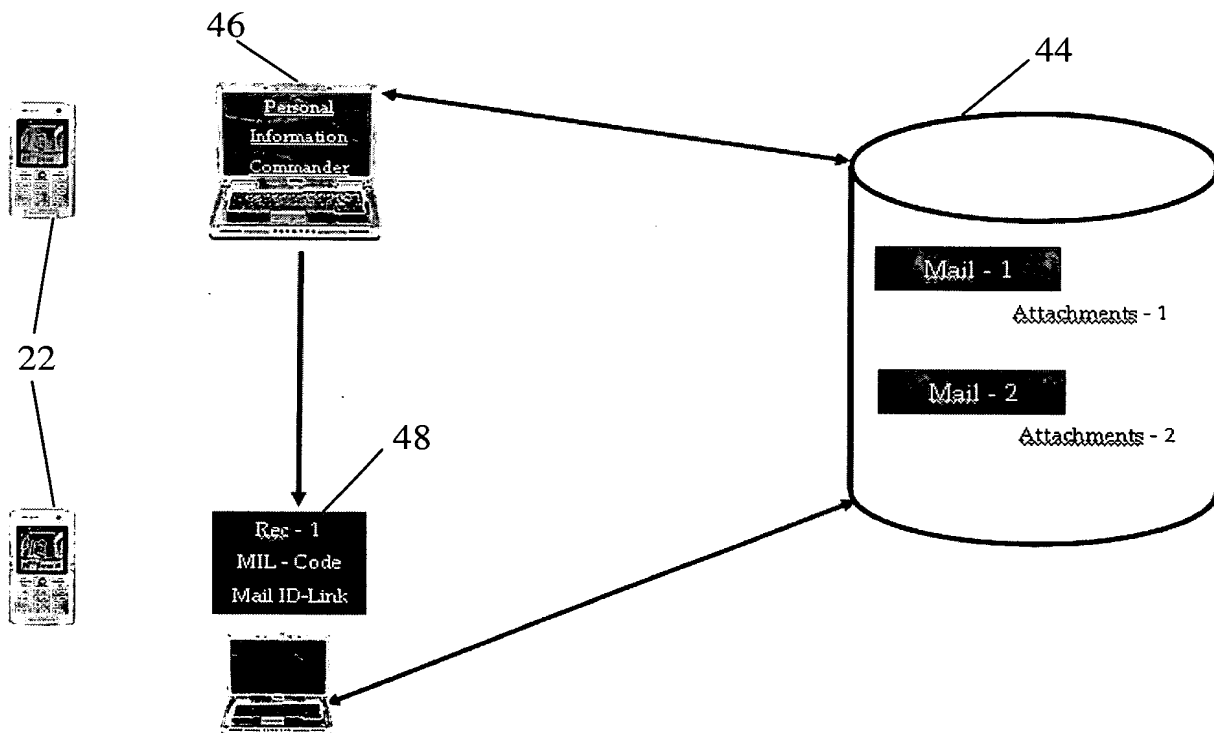 46
44
Personal
Information
Commander
Mail - 1
Attachments - 1
22
Mail - 2
Attachments - 2
48
Rec - 1
MIL - Code
Mail ID-Link